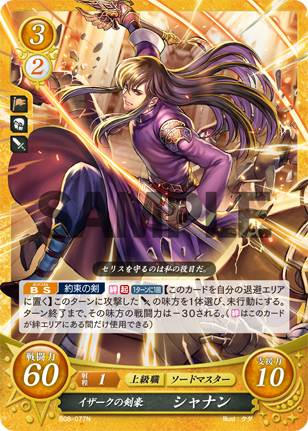 3
2
SAMPLE
セリスを守るのは私の役目だ。
BS 約束の剣 絆 起 1ターンに1回 【このカードを自分の退避エリア
に置く】このターンに攻撃した の味方を1体選び、未行動にする。
ターン終了まで、その味方の戦闘力は－30される。（絆はこのカー
ドが絆エリアにある間だけ使用できる）
戦闘力 60
射程 1 上級職 ソードマスター
支援力 10
イザークの剣豪 シャナン
B08-077N
Illust：タダ